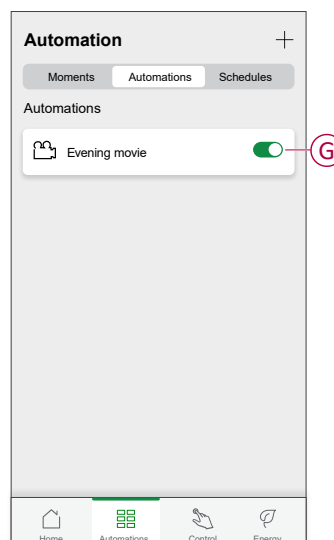 Automation
Moments Automations Schedules
Automations
Evening movie
G
Home Automations Control Energy